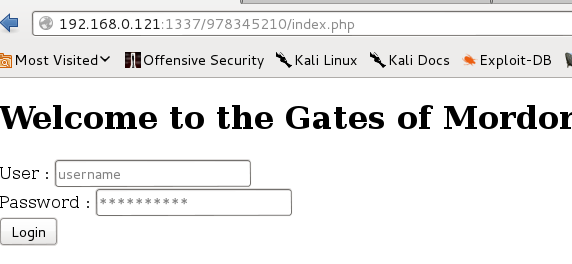 192.168.0.121:1337/978345210/index.php
Most Visited Offensive Security Kali Linux Kali Docs Exploit-DB
Welcome to the Gates of Mordor
User : username
Password : **********
Login